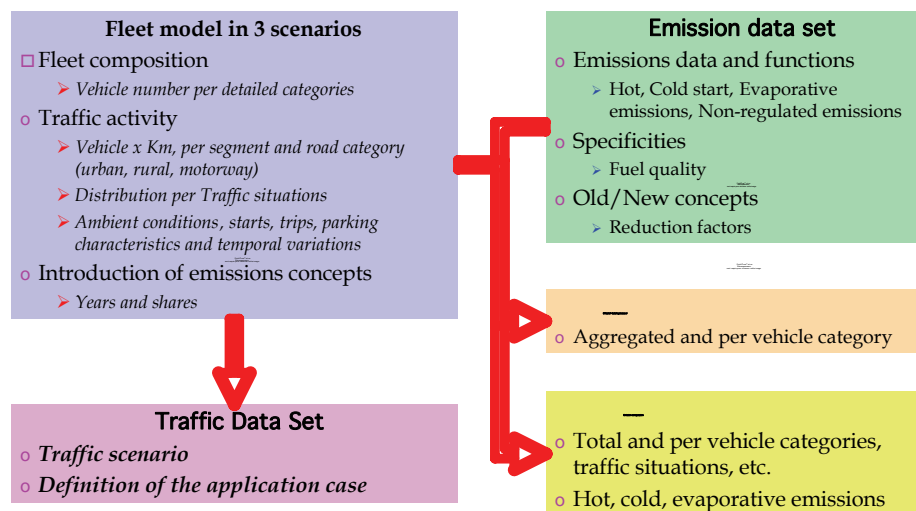 Fleet model in 3 scenarios
Fleet composition
Vehicle number per detailed categories
Traffic activity
Vehicle x Km, per segment and road category
(urban, rural, motorway)
Distribution per Traffic situations
Ambient conditions, starts, trips, parking
characteristics and temporal variations
Introduction of emissions concepts
Years and shares
Traffic Data Set
Traffic scenario
Definition of the application case
Emission data set
Emissions data and functions
Hot, Cold start, Evaporative
emissions, Non-regulated emissions
Specificities
Fuel quality
Old/New concepts
Reduction factors
Aggregated and per vehicle category
Total and per vehicle categories,
traffic situations, etc.
Hot, cold, evaporative emissions